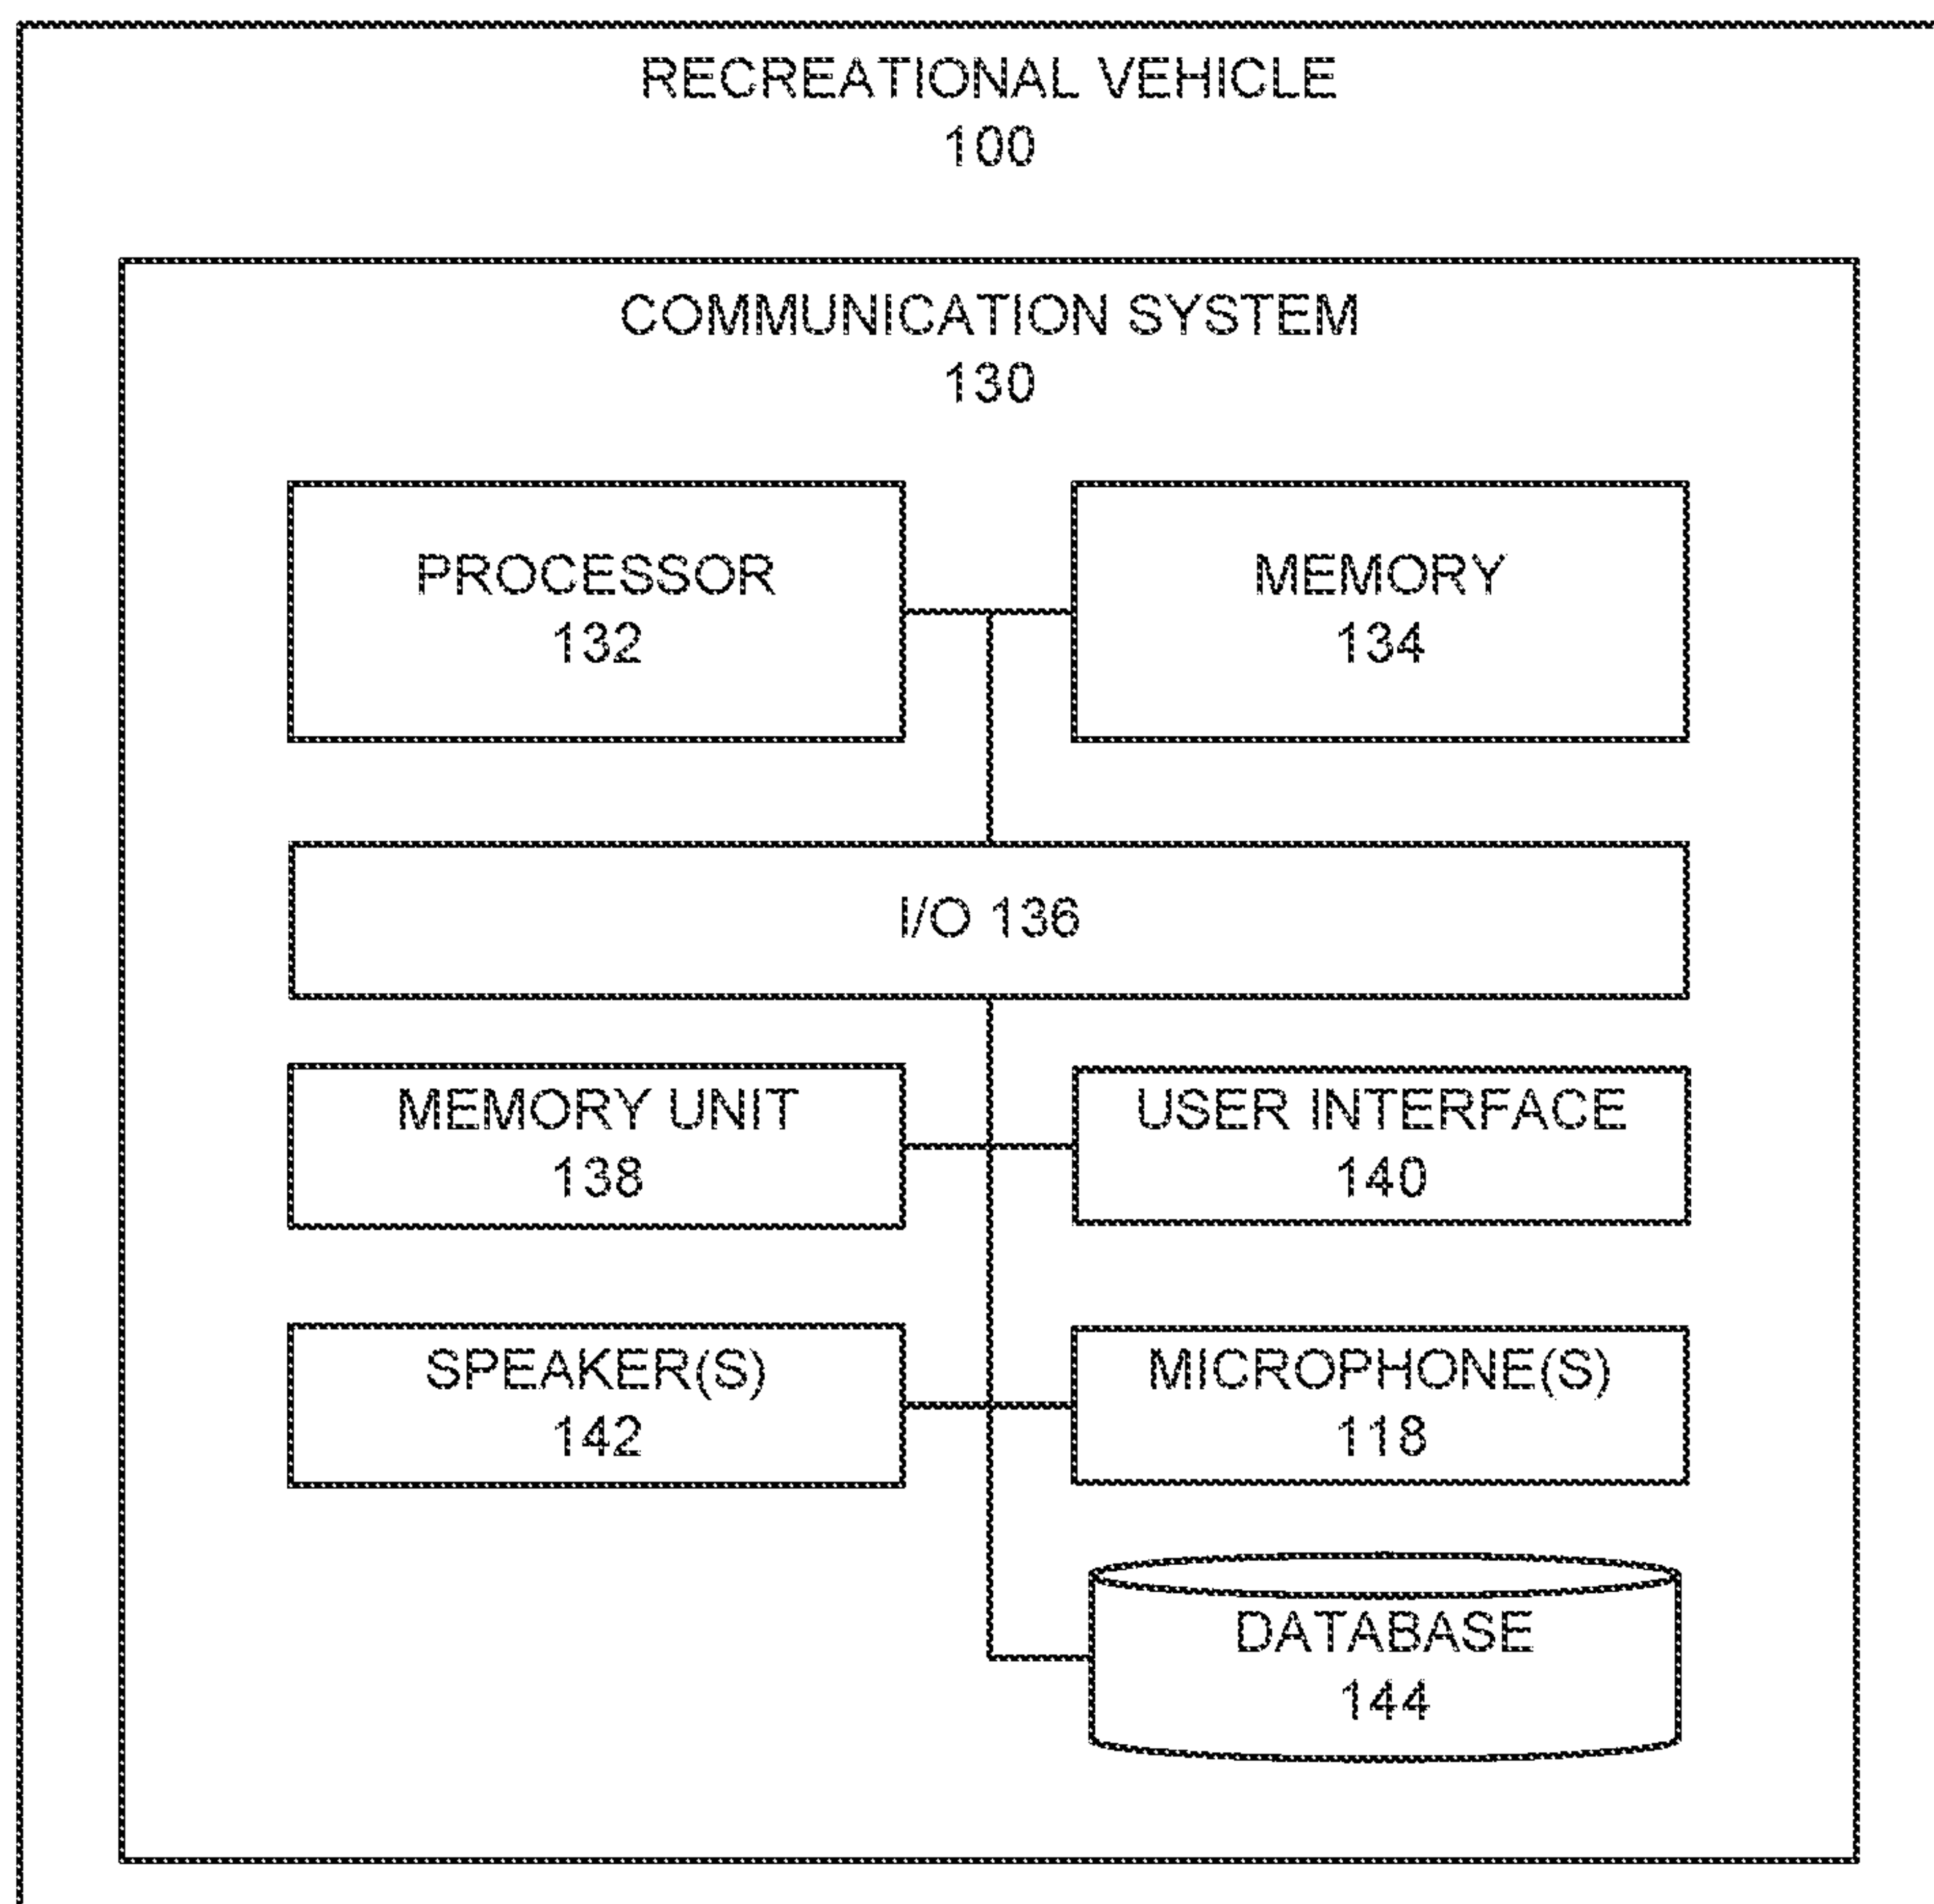 RECREATIONAL VEHICLE
100
COMMUNICATION SYSTEM
130
PROCESSOR
132
MEMORY
134
I/O 136
MEMORY UNIT
138
USER INTERFACE
140
SPEAKER(S)
142
MICROPHONE(S)
118
DATABASE
144